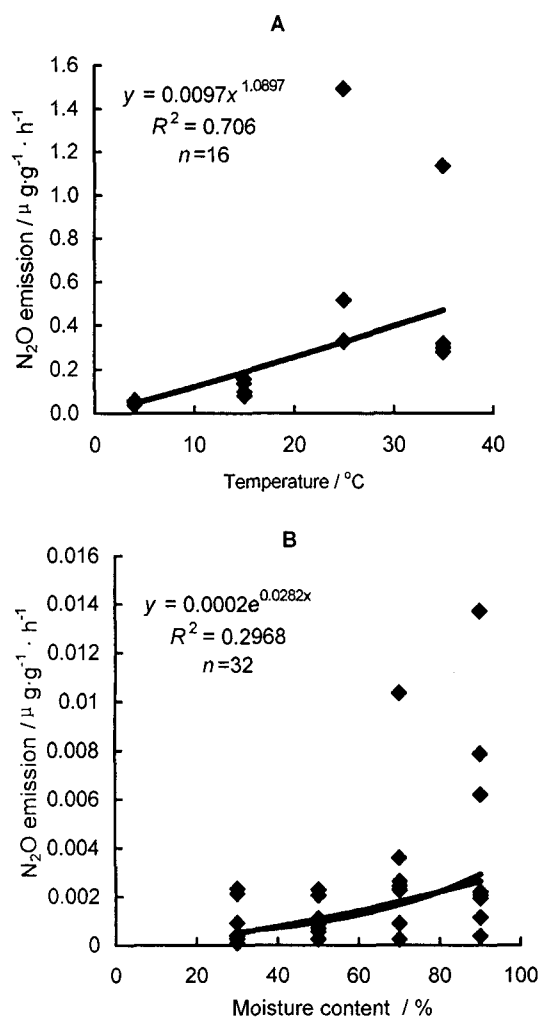 A
1.6
1.4
1.2
1.0
0.8
0.6
0.4
0.2
0.0
y = 0.0097x^1.0897
R² = 0.706
n=16
N₂O emission / μ g·g⁻¹ · h⁻¹
0 10 20 30 40
Temperature / °C
B
0.016
0.014
0.012
0.01
0.008
0.006
0.004
0.002
0
y = 0.0002e^0.0282x
R² = 0.2968
n=32
N₂O emission / μ g·g⁻¹ · h⁻¹
0 20 40 60 80 100
Moisture content / %